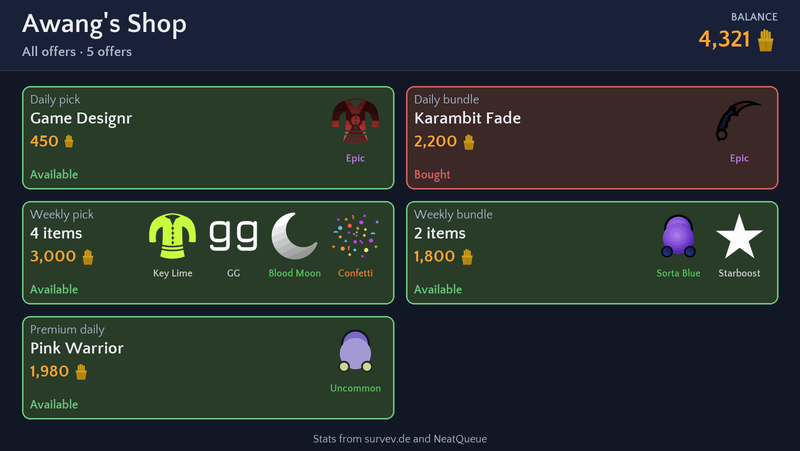 Awang's Shop
All offers · 5 offers
BALANCE
4,321
Daily pick
Game Designr
450
Epic
Available
Daily bundle
Karambit Fade
2,200
Epic
Bought
Weekly pick
4 items
3,000
gg
Key Lime
GG
Blood Moon
Confetti
Available
Weekly bundle
2 items
1,800
Sorta Blue
Starboost
Available
Premium daily
Pink Warrior
1,980
Uncommon
Available
Stats from survev.de and NeatQueue